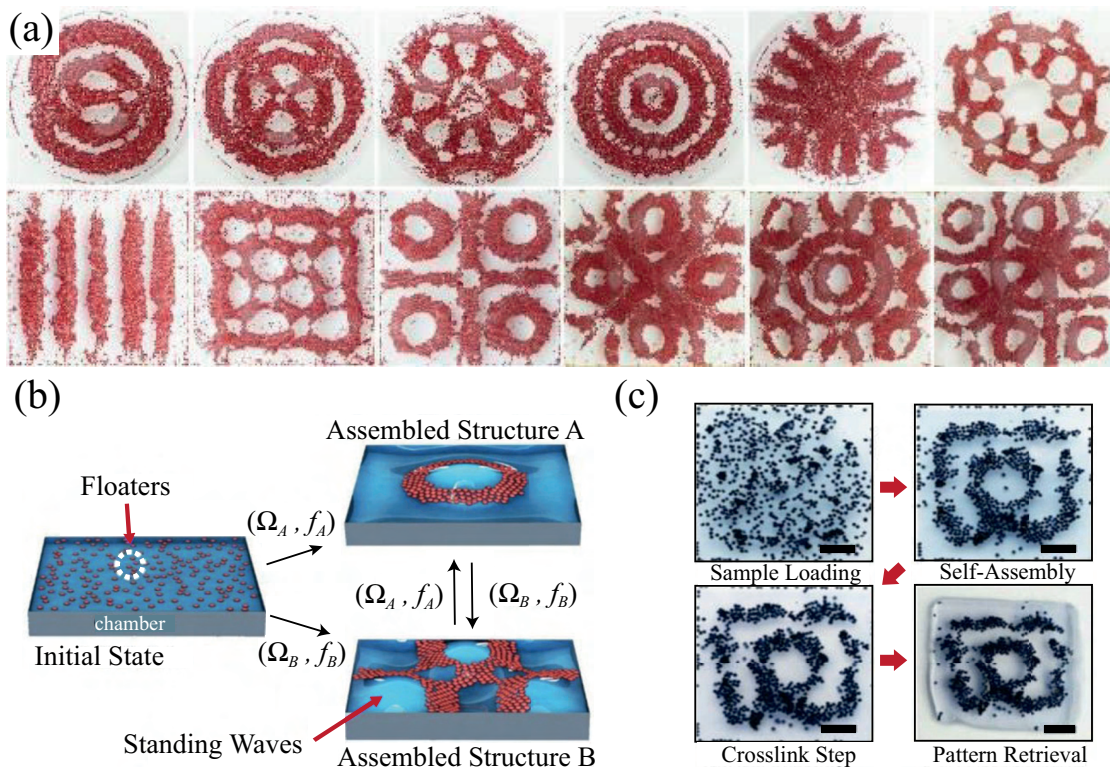 (a)
(b)
Assembled Structure A
Floaters
(Ω_A , f_A)
(Ω_A , f_A)
(Ω_B , f_B)
chamber
Initial State
(Ω_B , f_B)
Standing Waves
Assembled Structure B
(c)
Sample Loading
Self-Assembly
Crosslink Step
Pattern Retrieval